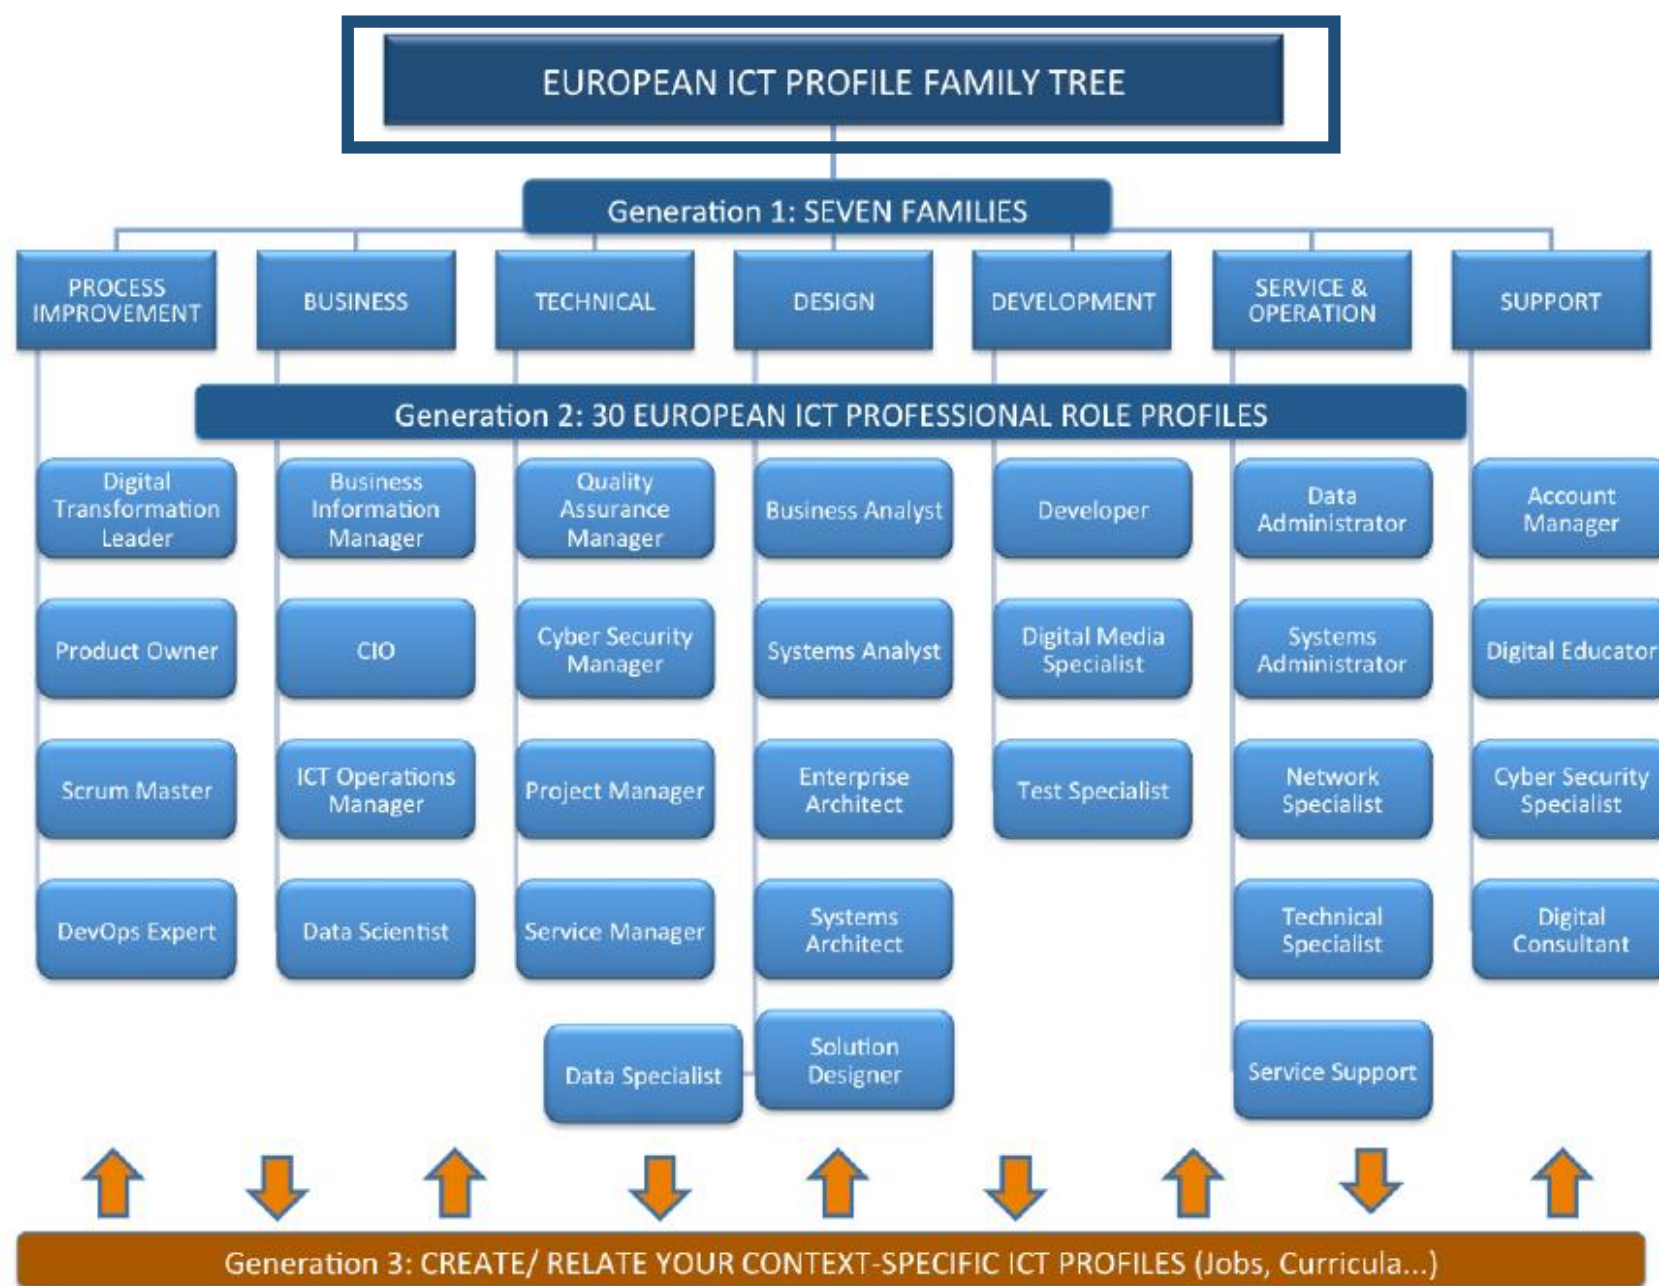 EUROPEAN ICT PROFILE FAMILY TREE
Generation 1: SEVEN FAMILIES
PROCESS
IMPROVEMENT
BUSINESS
TECHNICAL
DESIGN
DEVELOPMENT
SERVICE &
OPERATION
SUPPORT
Generation 2: 30 EUROPEAN ICT PROFESSIONAL ROLE PROFILES
Digital
Transformation
Leader
Business
Information
Manager
Quality
Assurance
Manager
Business Analyst
Developer
Data
Administrator
Account
Manager
Product Owner
CIO
Cyber Security
Manager
Systems Analyst
Digital Media
Specialist
Systems
Administrator
Digital Educator
Scrum Master
ICT Operations
Manager
Project Manager
Enterprise
Architect
Test Specialist
Network
Specialist
Cyber Security
Specialist
DevOps Expert
Data Scientist
Service Manager
Systems
Architect
Technical
Specialist
Digital
Consultant
Data Specialist
Solution
Designer
Service Support
Generation 3: CREATE/ RELATE YOUR CONTEXT-SPECIFIC ICT PROFILES (Jobs, Curricula...)